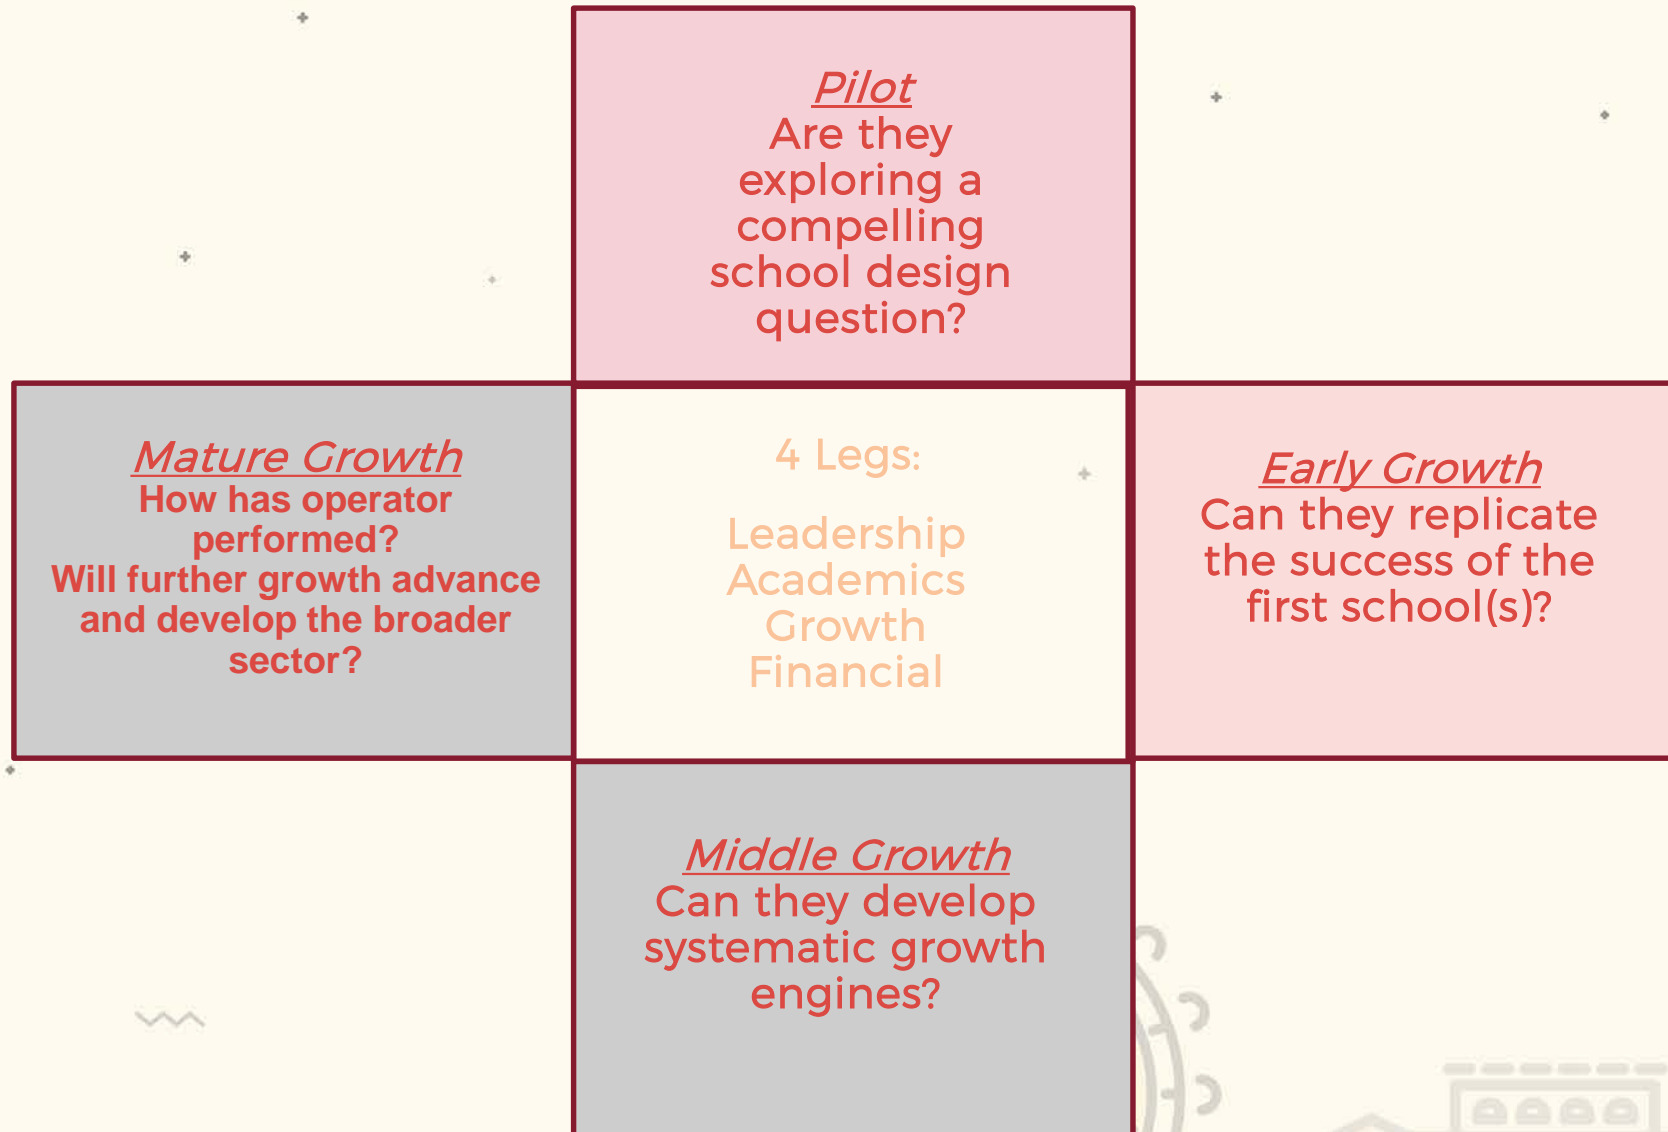 Pilot
Are they
exploring a
compelling
school design
question?
Mature Growth
How has operator
performed?
Will further growth advance
and develop the broader
sector?
4 Legs:
Leadership
Academics
Growth
Financial
Early Growth
Can they replicate
the success of the
first school(s)?
Middle Growth
Can they develop
systematic growth
engines?